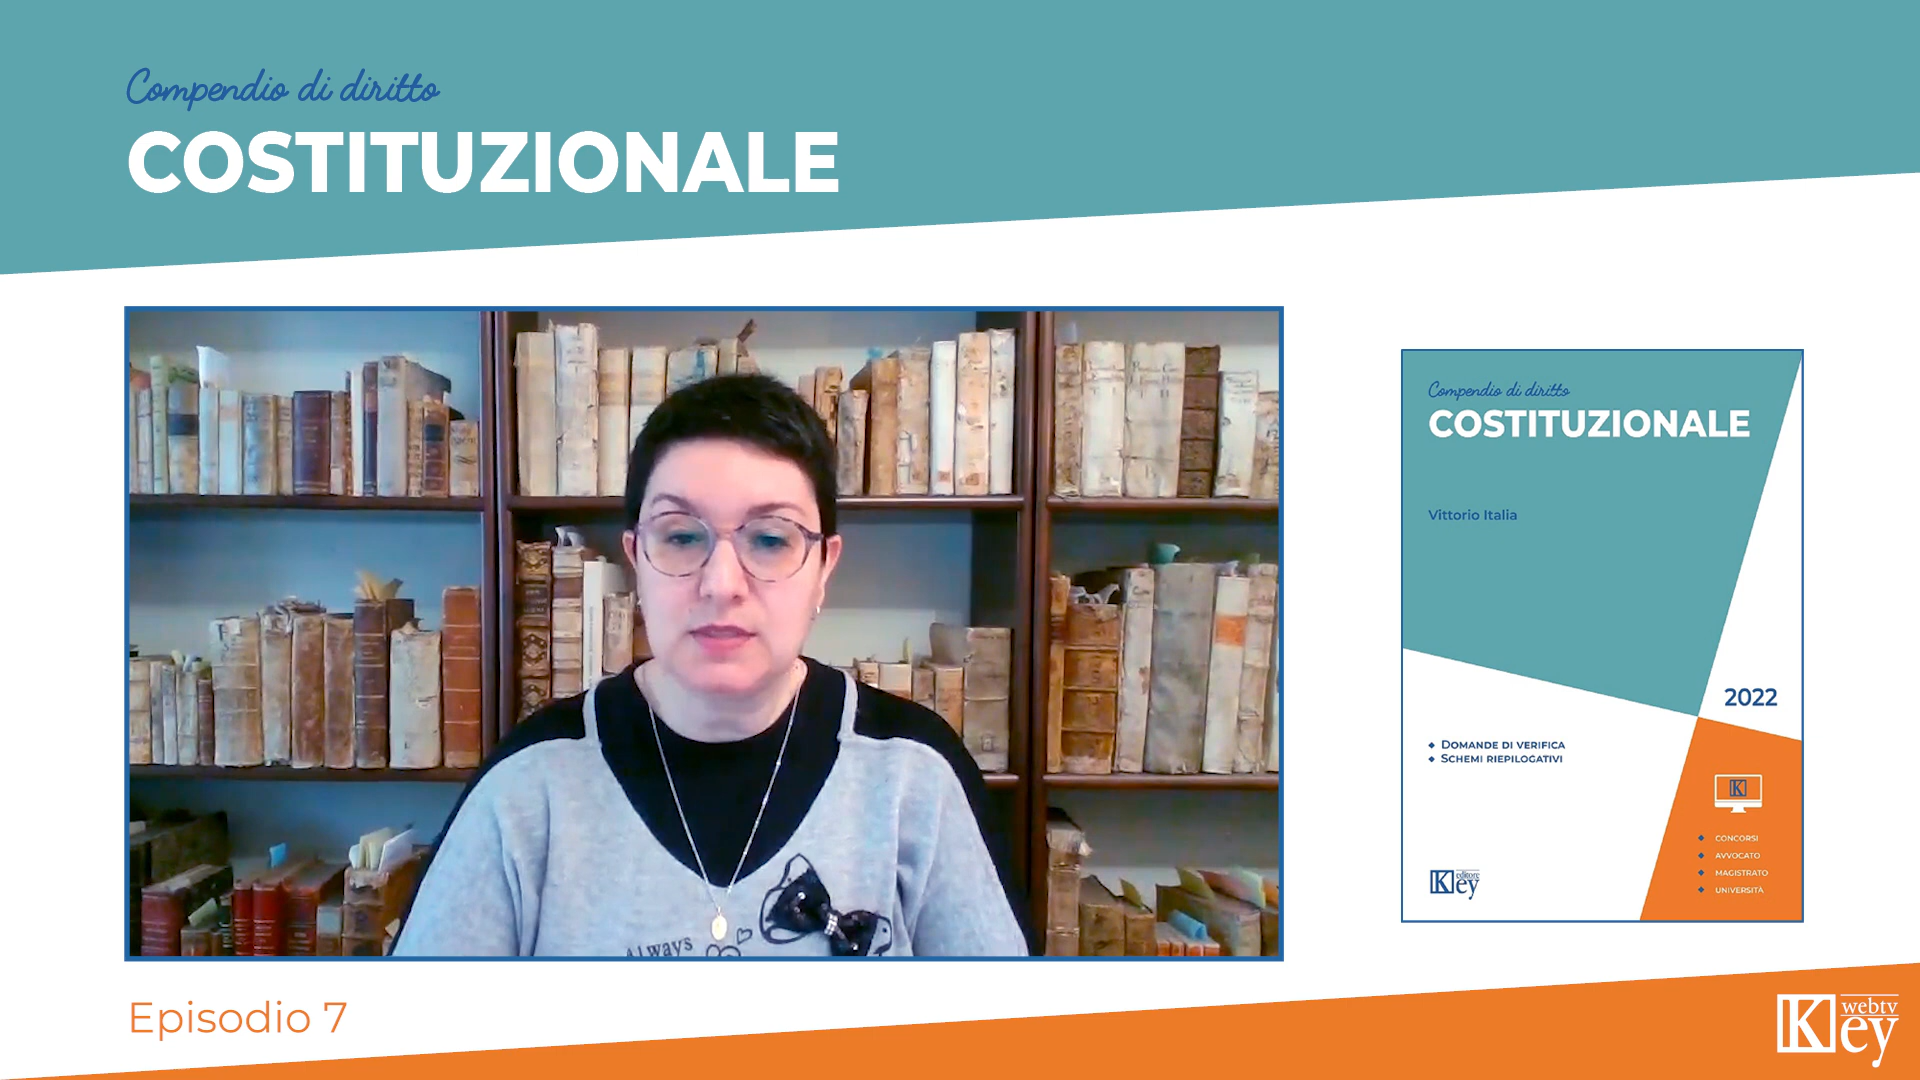 Compendio di diritto
COSTITUZIONALE
Always
Episodio 7
Compendio di diritto
COSTITUZIONALE
Vittorio Italia
2022
◆ DOMANDE DI VERIFICA
◆ SCHEMI RIEPILOGATIVI
K
◆ CONCORSI
◆ AVVOCATO
◆ MAGISTRATO
◆ UNIVERSITÀ
Key editore
Key webtv